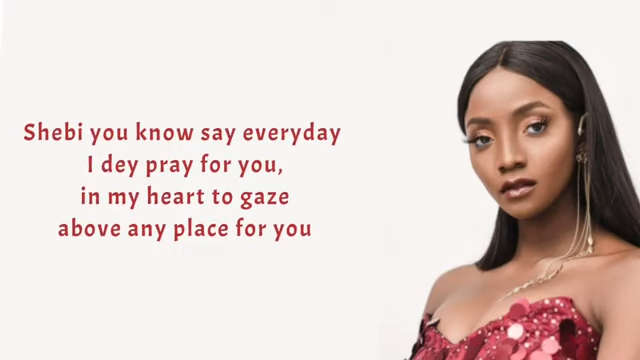 Shebi you know say everyday
I dey pray for you,
in my heart to gaze
above any place for you